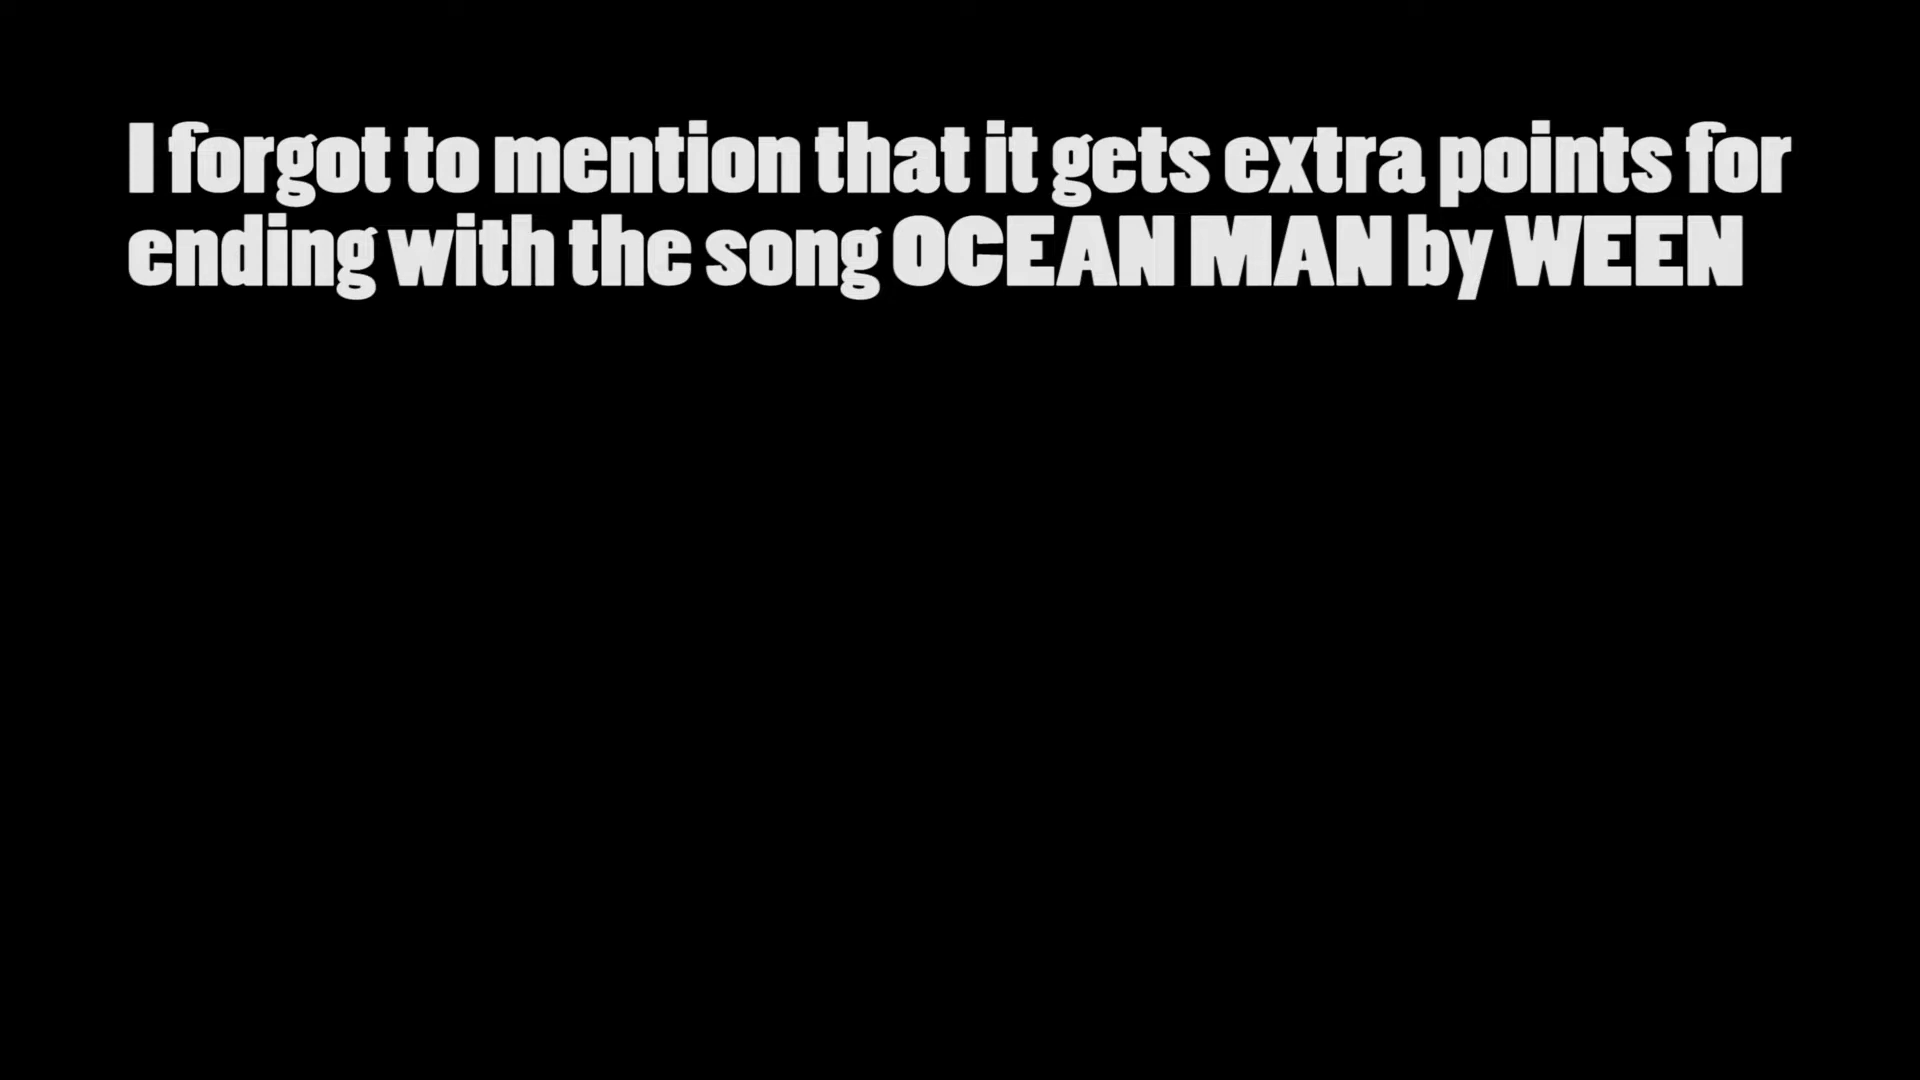 I forgot to mention that it gets extra points for
ending with the song OCEAN MAN by WEEN